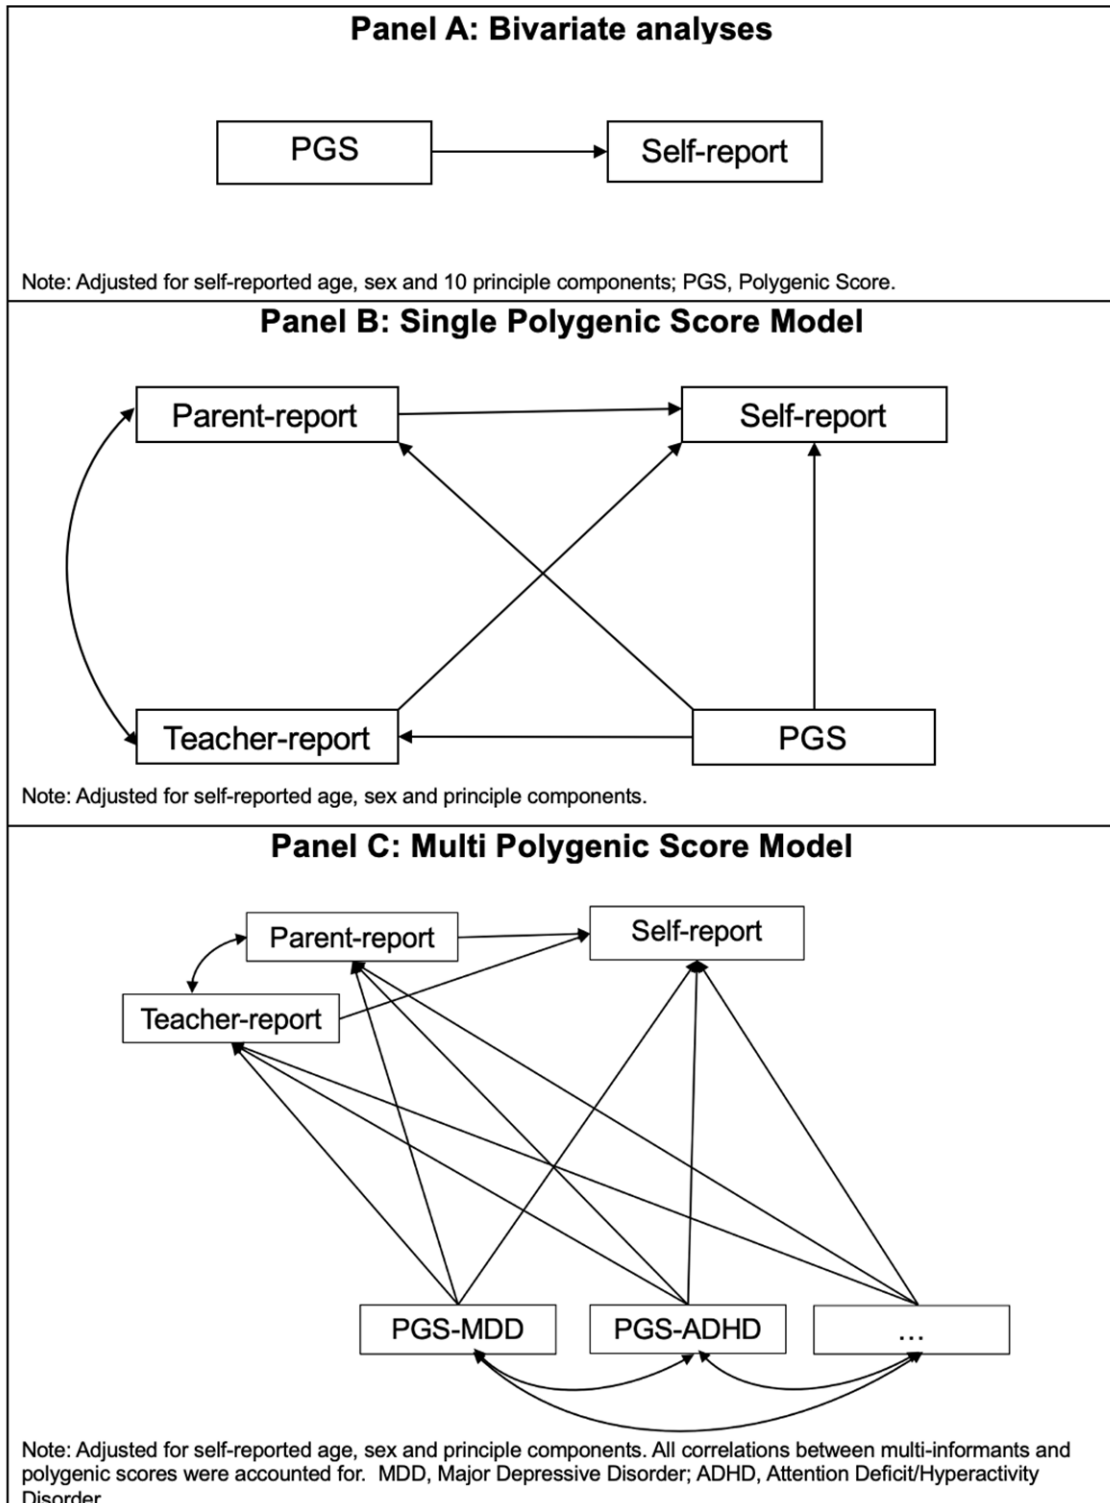 Panel A: Bivariate analyses
PGS
Self-report
Note: Adjusted for self-reported age, sex and 10 principle components; PGS, Polygenic Score.
Panel B: Single Polygenic Score Model
Parent-report
Self-report
Teacher-report
PGS
Note: Adjusted for self-reported age, sex and principle components.
Panel C: Multi Polygenic Score Model
Parent-report
Self-report
Teacher-report
PGS-MDD
PGS-ADHD
...
Note: Adjusted for self-reported age, sex and principle components. All correlations between multi-informants and
polygenic scores were accounted for. MDD, Major Depressive Disorder; ADHD, Attention Deficit/Hyperactivity
Disorder